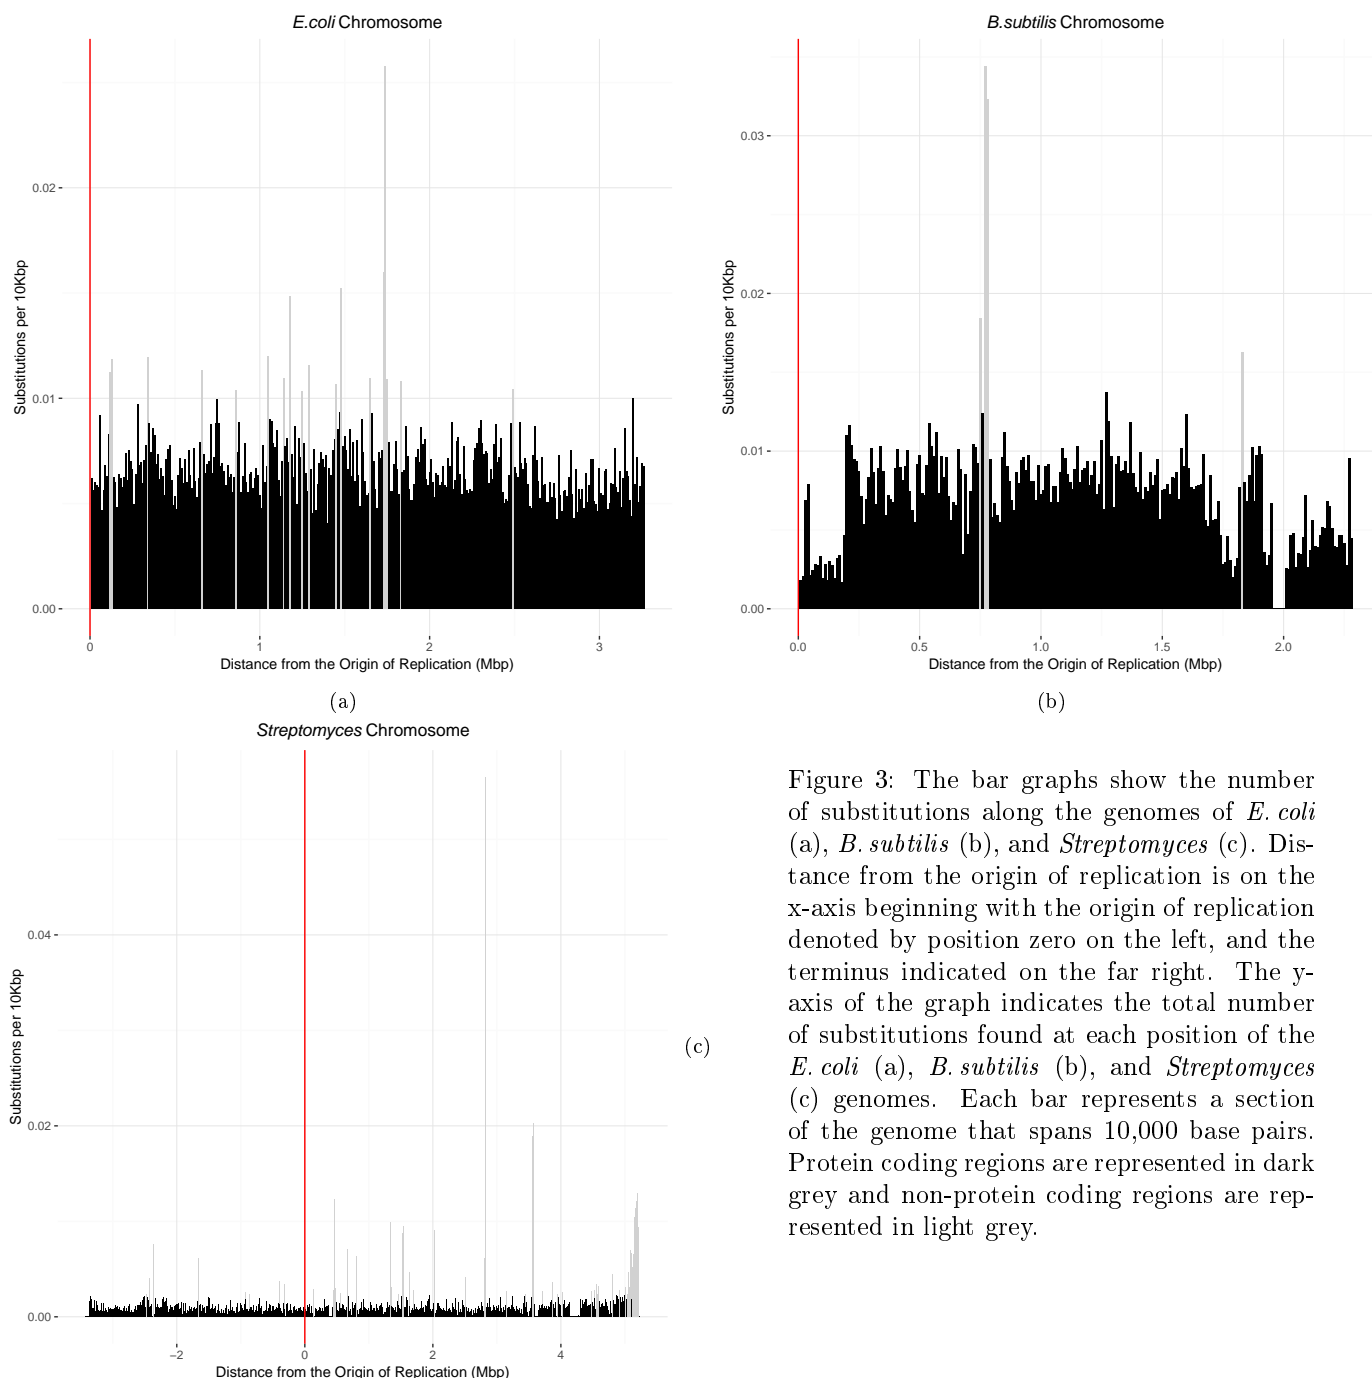 E.coli Chromosome
Substitutions per 10Kbp
0.02
0.01
0.00
0 1 2 3
Distance from the Origin of Replication (Mbp)
(a)
B.subtilis Chromosome
Substitutions per 10Kbp
0.03
0.02
0.01
0.00
0.0 0.5 1.0 1.5 2.0
Distance from the Origin of Replication (Mbp)
(b)
Streptomyces Chromosome
Substitutions per 10Kbp
0.04
0.02
0.00
−2 0 2 4
Distance from the Origin of Replication (Mbp)
(c)
Figure 3: The bar graphs show the number
of substitutions along the genomes of E. coli
(a), B. subtilis (b), and Streptomyces (c). Dis-
tance from the origin of replication is on the
x-axis beginning with the origin of replication
denoted by position zero on the left, and the
terminus indicated on the far right. The y-
axis of the graph indicates the total number
of substitutions found at each position of the
E. coli (a), B. subtilis (b), and Streptomyces
(c) genomes. Each bar represents a section
of the genome that spans 10,000 base pairs.
Protein coding regions are represented in dark
grey and non-protein coding regions are rep-
resented in light grey.